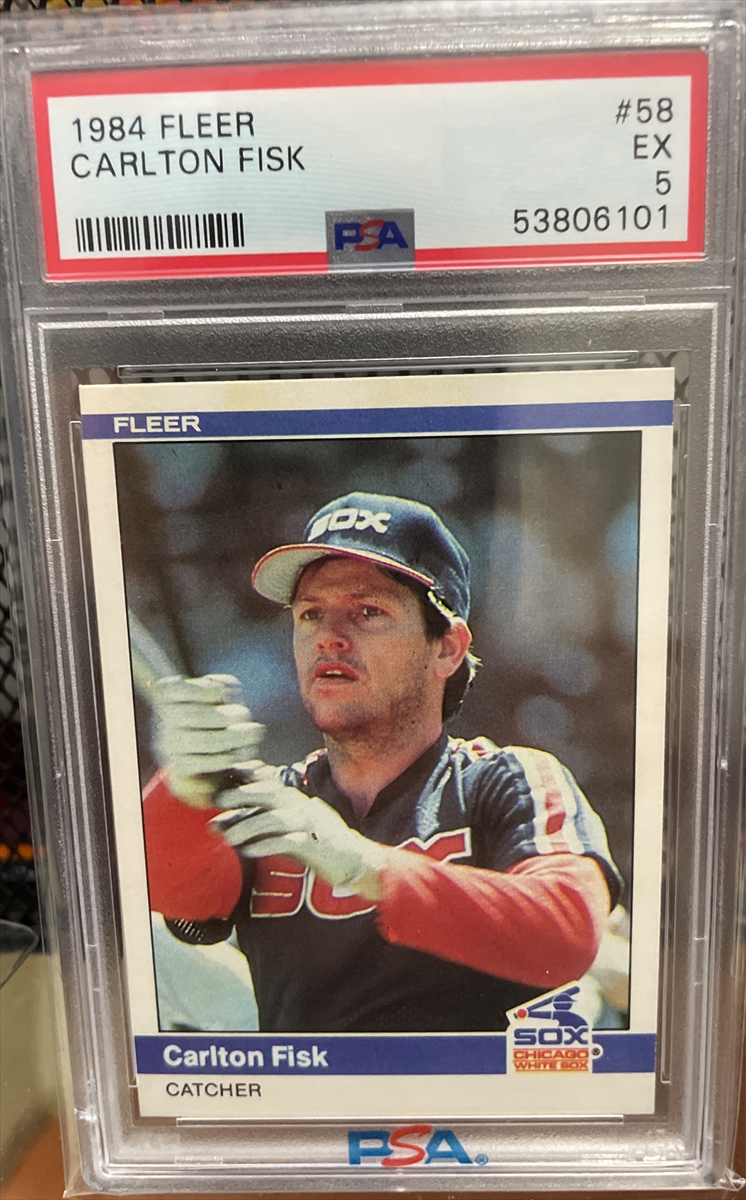 1984 FLEER
CARLTON FISK
#58
EX
5
53806101
PSA
FLEER
SOX
SOX
SOX
CHICAGO
WHITE SOX
®
Carlton Fisk
CATCHER
PSA®